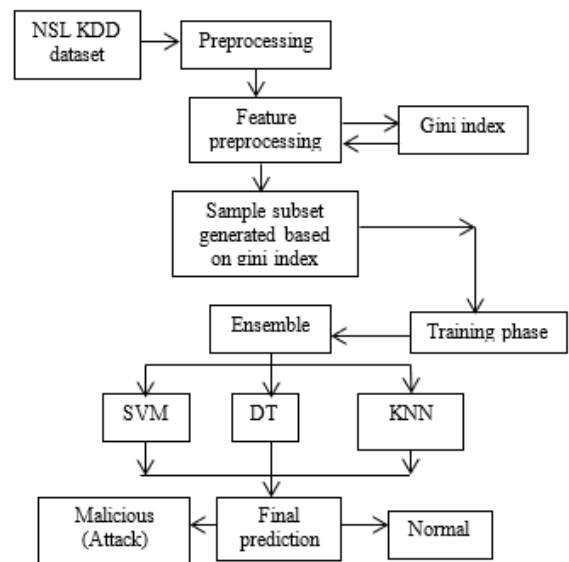 NSL KDD
dataset
Preprocessing
Feature
preprocessing
Gini index
Sample subset
generated based
on gini index
Ensemble
Training phase
SVM
DT
KNN
Malicious
(Attack)
Final
prediction
Normal